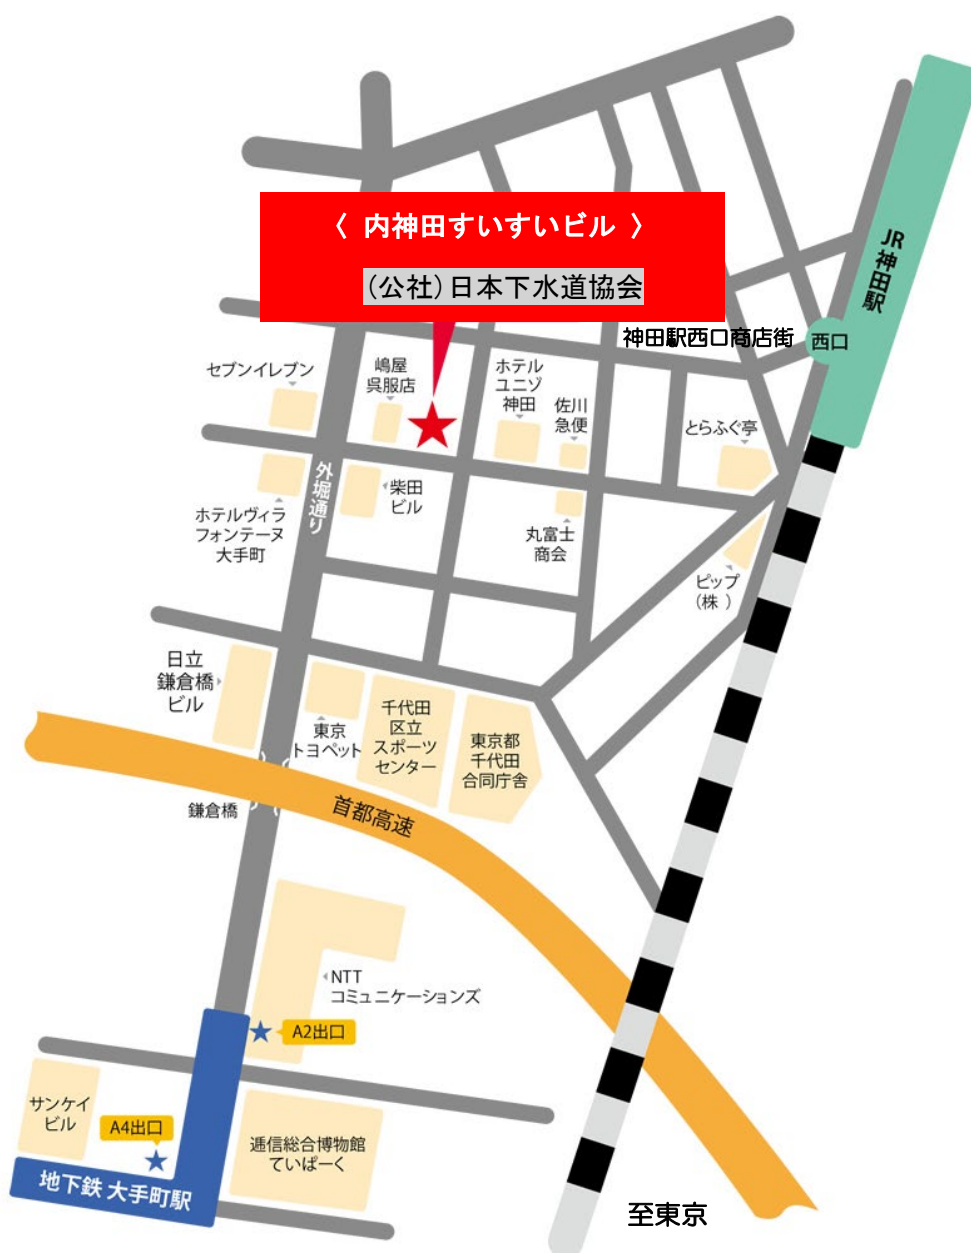 〈 内神田すいすいビル 〉
(公社)日本下水道協会
JR神田駅
神田駅西口商店街
西口
セブンイレブン
嶋屋
呉服店
ホテル
ユニゾ
神田
佐川
急便
とらふぐ亭
外堀通り
柴田
ビル
ホテルヴィラ
フォンテーヌ
大手町
丸富士
商会
ピップ
(株 )
日立
鎌倉橋
ビル
東京
トヨペット
千代田
区立
スポーツ
センター
東京都
千代田
合同庁舎
鎌倉橋
首都高速
NTT
コミュニケーションズ
A2出口
サンケイ
ビル
A4出口
逓信総合博物館
ていぱーく
地下鉄 大手町駅
至東京